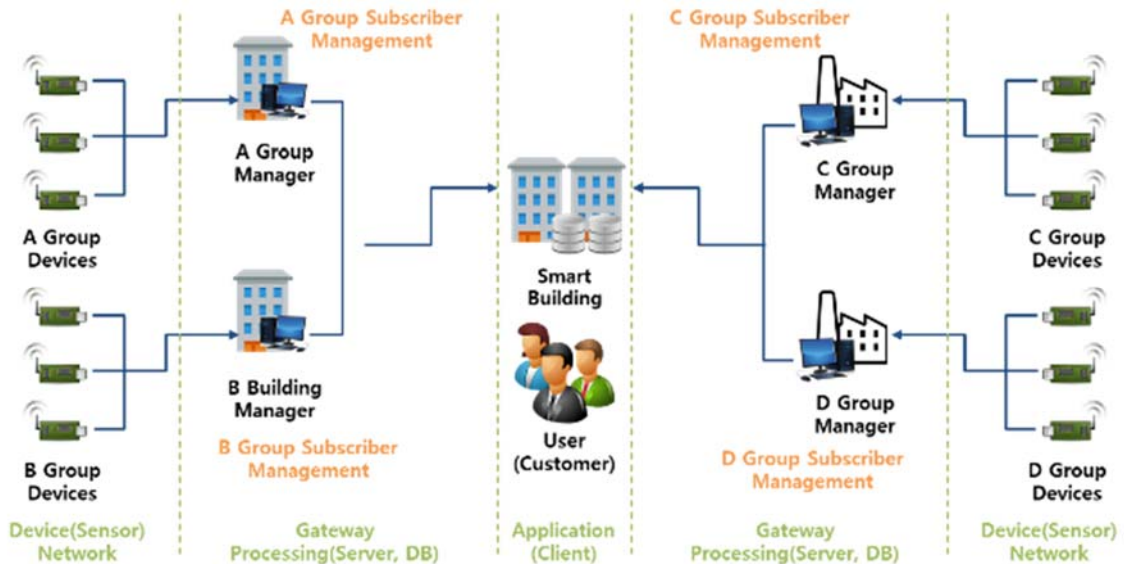 A Group Subscriber
Management
C Group Subscriber
Management
A Group
Manager
C Group
Manager
A Group
Devices
C Group
Devices
Smart
Building
B Building
Manager
D Group
Manager
User
(Customer)
B Group Subscriber
Management
D Group Subscriber
Management
B Group
Devices
D Group
Devices
Device(Sensor)
Network
Gateway
Processing(Server, DB)
Application
(Client)
Gateway
Processing(Server, DB)
Device(Sensor)
Network